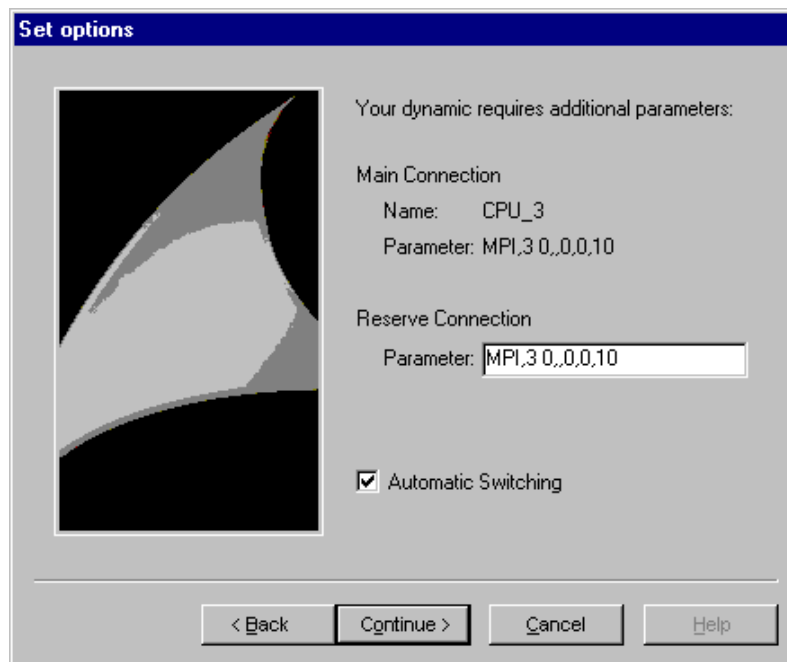 Set options
Your dynamic requires additional parameters:
Main Connection
Name: CPU_3
Parameter: MPI,3 0,,0,0,10
Reserve Connection
Parameter: MPI,3 0,,0,0,10
Automatic Switching
< Back Continue > Cancel Help